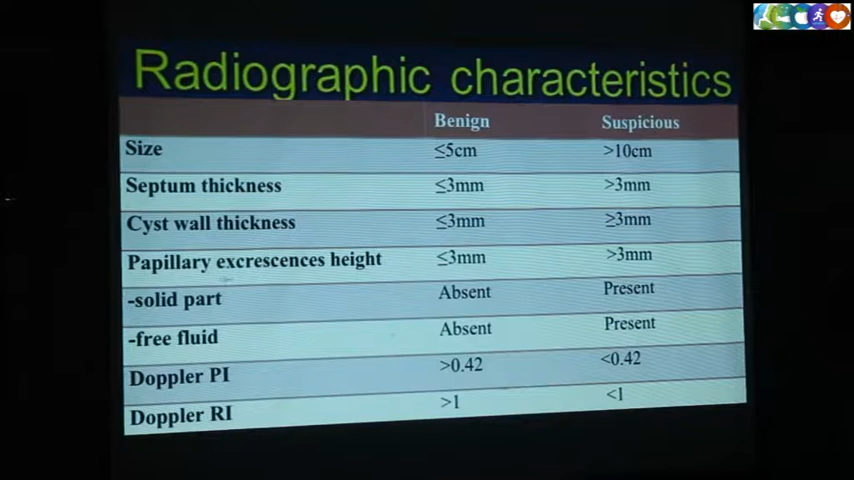 Radiographic characteristics
Benign Suspicious
Size ≤5cm >10cm
Septum thickness ≤3mm >3mm
Cyst wall thickness ≤3mm ≥3mm
Papillary excrescences height ≤3mm >3mm
-solid part Absent Present
-free fluid Absent Present
Doppler PI >0.42 <0.42
Doppler RI >1 <1